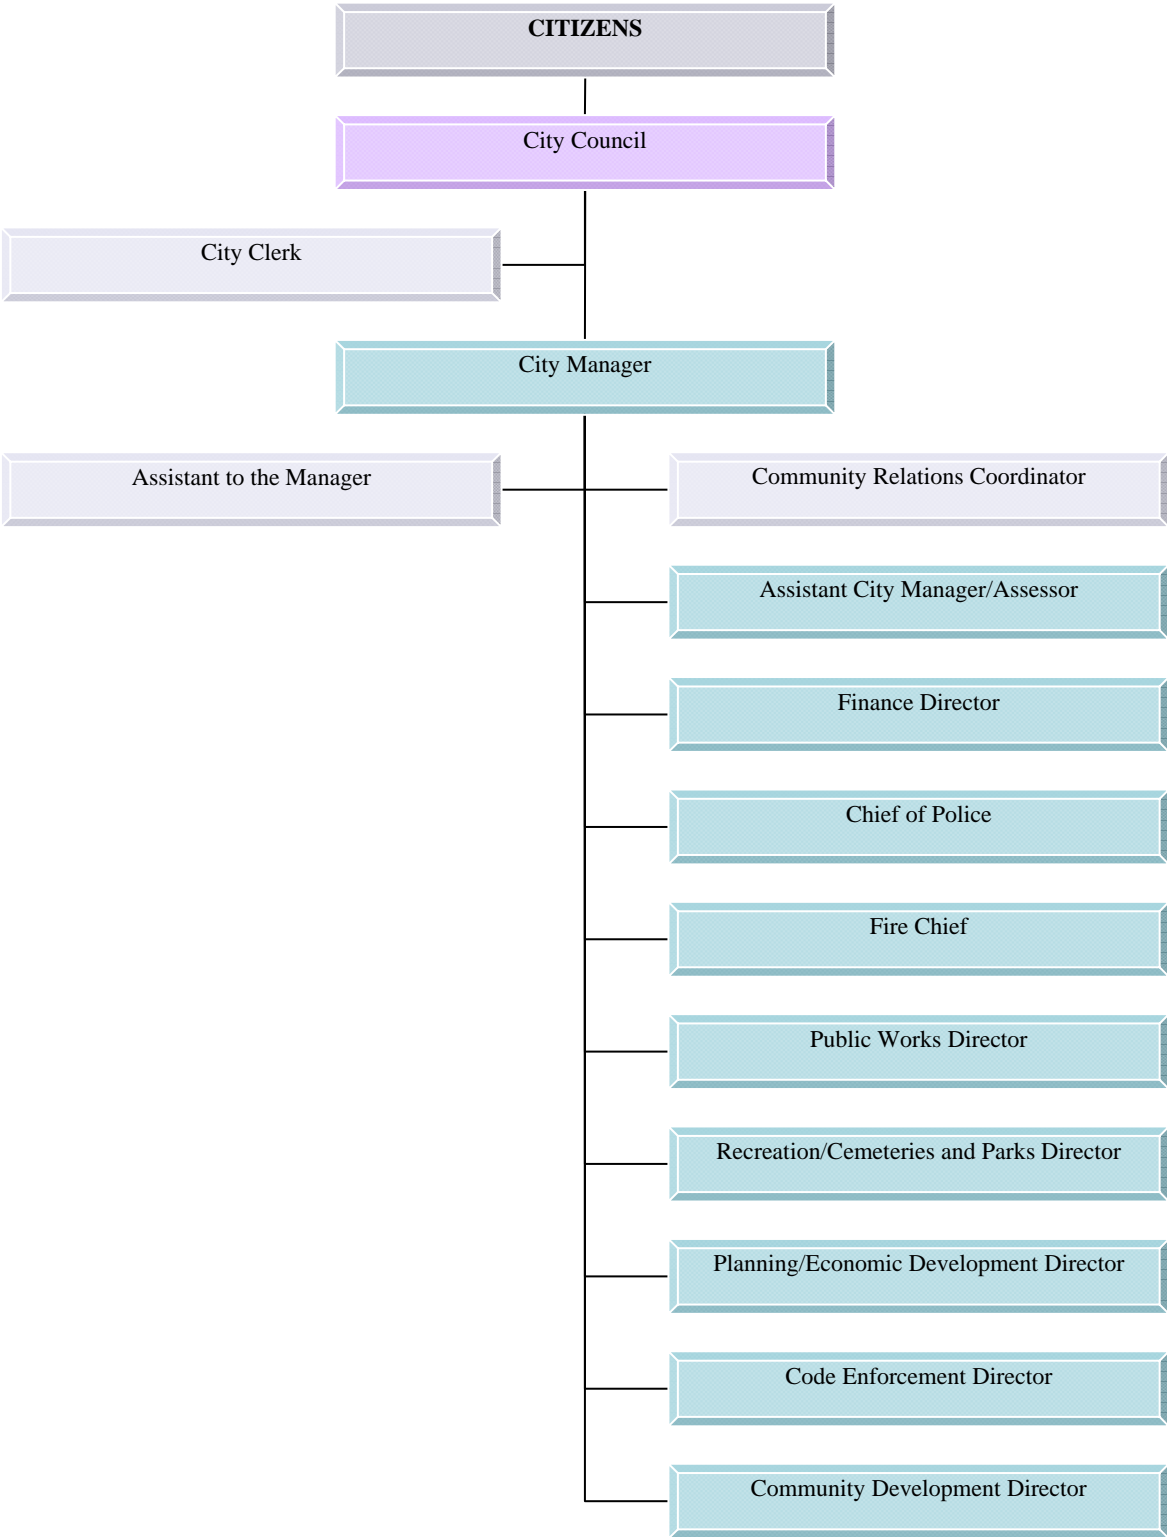 CITIZENS
City Council
City Clerk
City Manager
Assistant to the Manager
Community Relations Coordinator
Assistant City Manager/Assessor
Finance Director
Chief of Police
Fire Chief
Public Works Director
Recreation/Cemeteries and Parks Director
Planning/Economic Development Director
Code Enforcement Director
Community Development Director